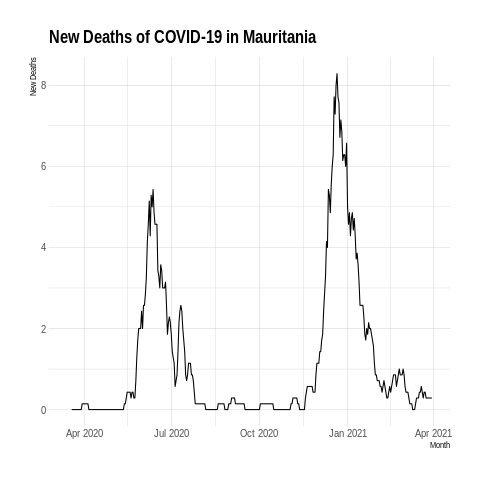 New Deaths of COVID-19 in Mauritania
New Deaths
8
6
4
2
0
Apr 2020 Jul 2020 Oct 2020 Jan 2021 Apr 2021
Month